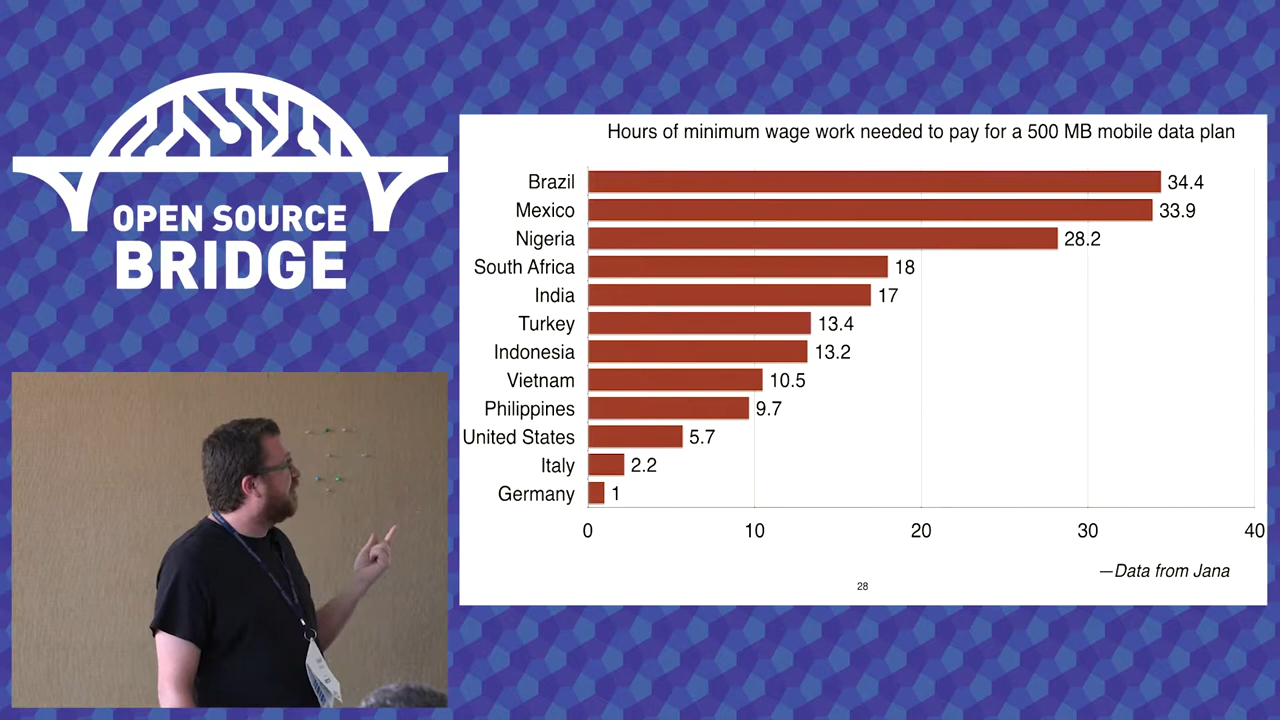 OPEN SOURCE
BRIDGE
Hours of minimum wage work needed to pay for a 500 MB mobile data plan
Brazil 34.4
Mexico 33.9
Nigeria 28.2
South Africa 18
India 17
Turkey 13.4
Indonesia 13.2
Vietnam 10.5
Philippines 9.7
United States 5.7
Italy 2.2
Germany 1
0 10 20 30 40
—Data from Jana
28